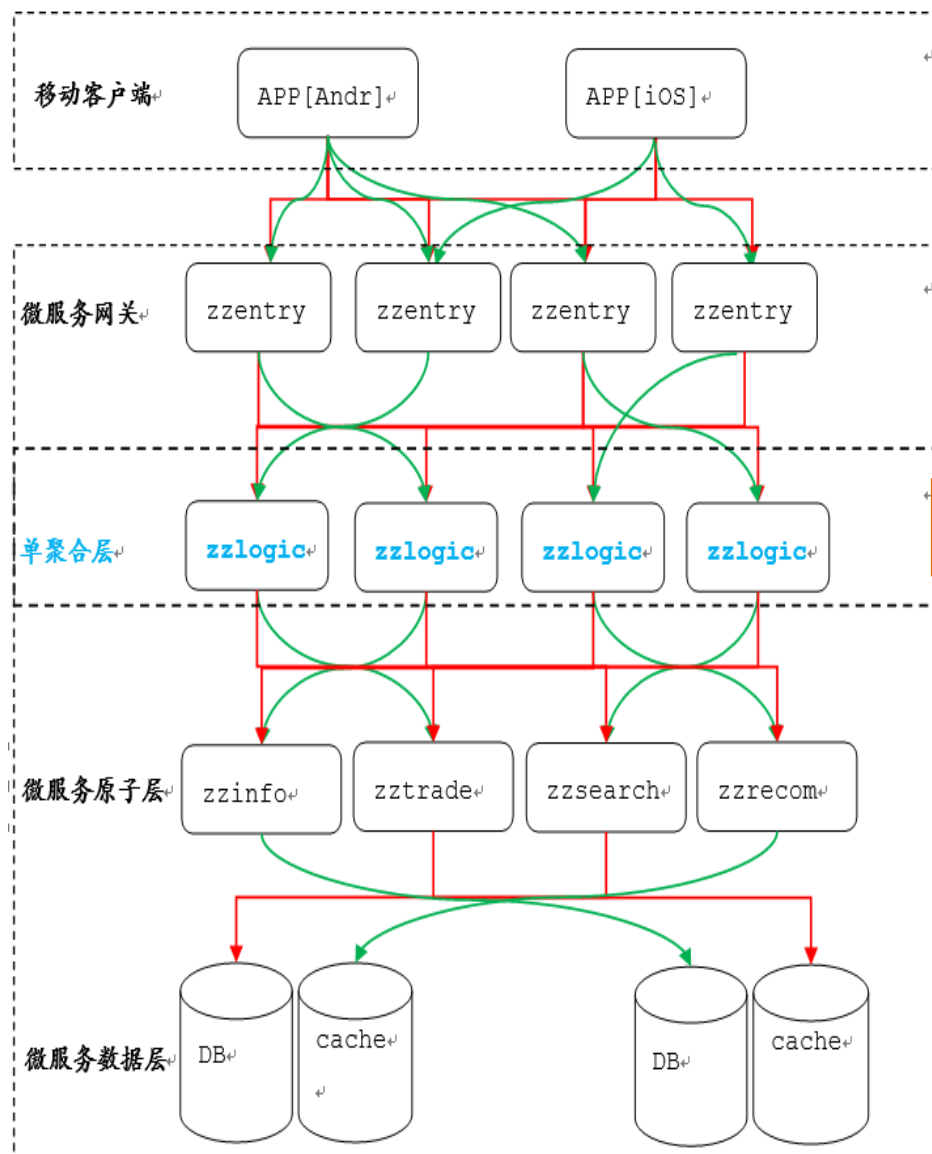 移动客户端
APP[Andr]
APP[iOS]
微服务网关
zzentry
zzentry
zzentry
zzentry
单聚合层
zzlogic
zzlogic
zzlogic
zzlogic
微服务原子层
zzinfo
zztrade
zzsearch
zzrecom
微服务数据层
DB
cache
DB
cache